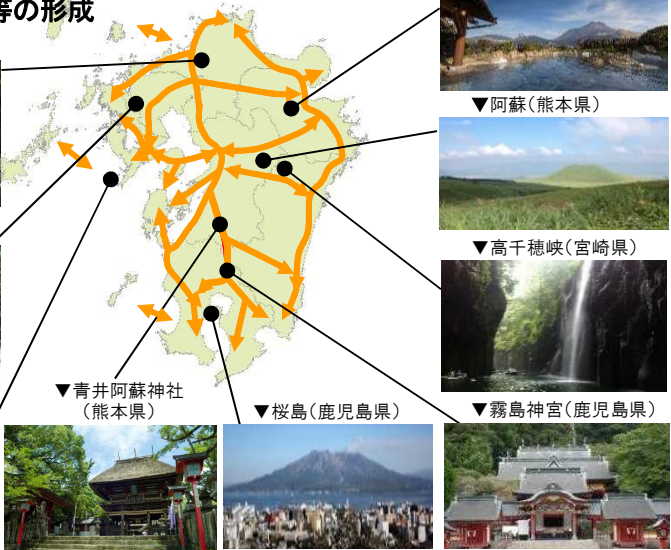 等の形成
▼阿蘇（熊本県）
▼高千穂峡（宮崎県）
▼青井阿蘇神社
（熊本県）
▼桜島（鹿児島県）
▼霧島神宮（鹿児島県）